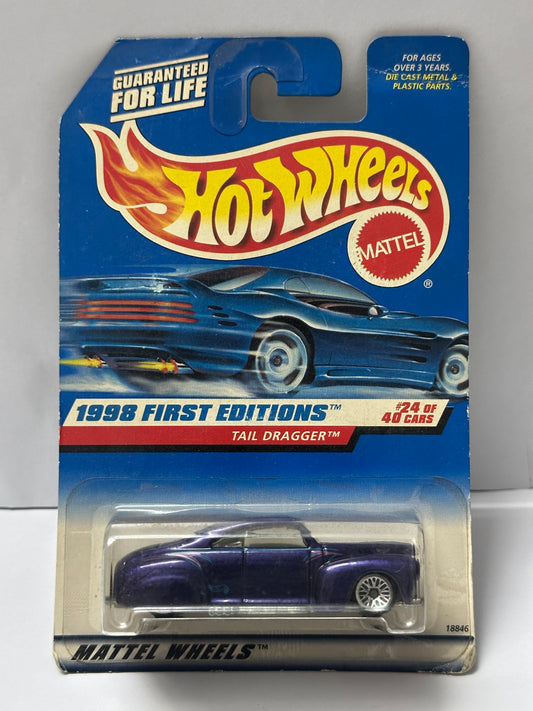 GUARANTEED
FOR LIFE
FOR AGES
OVER 3 YEARS.
DIE CAST METAL &
PLASTIC PARTS.
HOT WHEELS
MATTEL
®
1998 FIRST EDITIONS™
#24 OF
40 CARS
TAIL DRAGGER™
18846
MATTEL WHEELS™